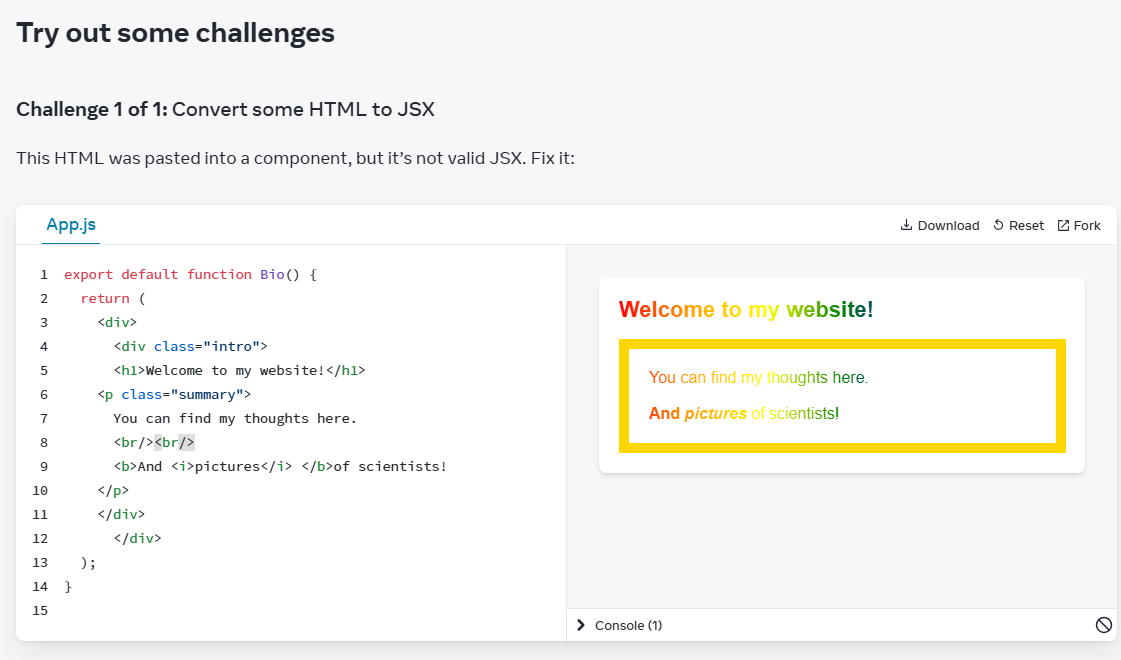 Try out some challenges
Challenge 1 of 1: Convert some HTML to JSX
This HTML was pasted into a component, but it’s not valid JSX. Fix it:
App.js
Download Reset Fork
1 export default function Bio() {
2   return (
3     <div>
4       <div class="intro">
5       <h1>Welcome to my website!</h1>
6     <p class="summary">
7       You can find my thoughts here.
8       <br/><br/>
9       <b>And <i>pictures</i> </b>of scientists!
10     </p>
11     </div>
12       </div>
13   );
14 }
15
Welcome to my website!
You can find my thoughts here.
And pictures of scientists!
Console (1)